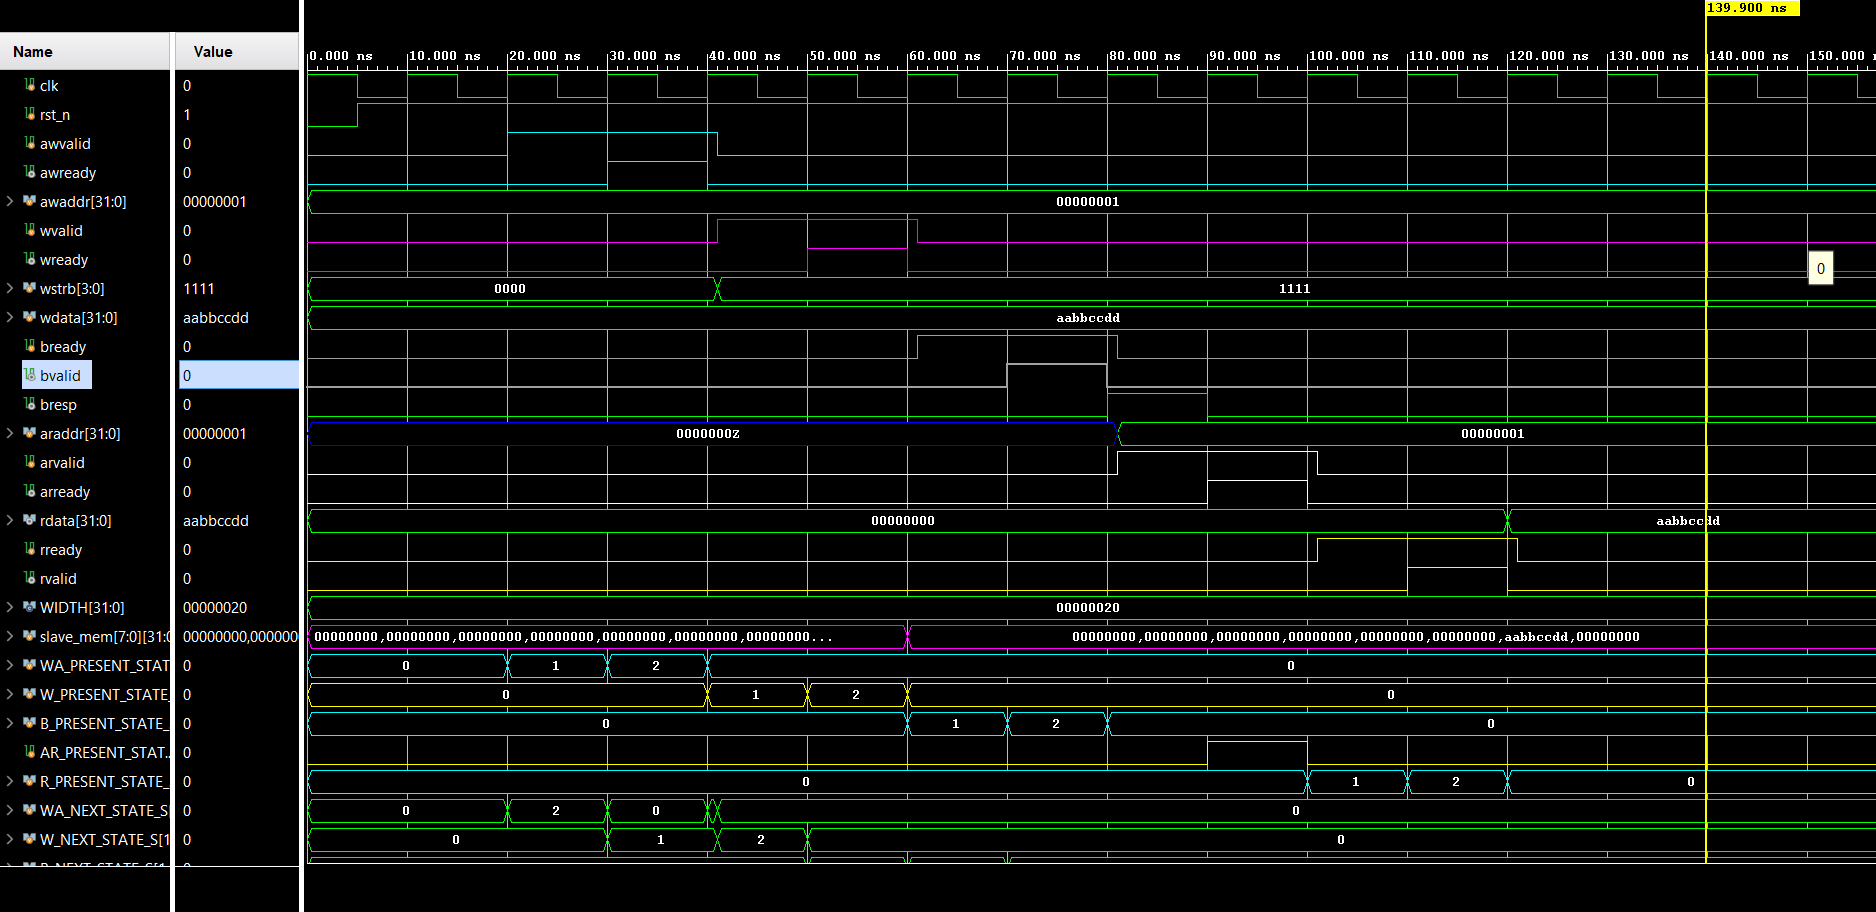 139.900 ns
Name Value
0.000 ns 10.000 ns 20.000 ns 30.000 ns 40.000 ns 50.000 ns 60.000 ns 70.000 ns 80.000 ns 90.000 ns 100.000 ns 110.000 ns 120.000 ns 130.000 ns 140.000 ns 150.000
clk 0
rst_n 1
awvalid 0
awready 0
awaddr[31:0] 00000001 00000001
wvalid 0
wready 0 0
wstrb[3:0] 1111 0000 1111
wdata[31:0] aabbccdd aabbccdd
bready 0
bvalid 0
bresp 0
araddr[31:0] 00000001 0000000Z 00000001
arvalid 0
arready 0
rdata[31:0] aabbccdd 00000000 aabbccdd
rready 0
rvalid 0
WIDTH[31:0] 00000020 00000020
slave_mem[7:0][31:0 00000000,000000 00000000,00000000,00000000,00000000,00000000,00000000,00000000... 00000000,00000000,00000000,00000000,00000000,00000000,aabbccdd,00000000
WA_PRESENT_STAT 0 0 1 2 0
W_PRESENT_STATE_ 0 0 1 2 0
B_PRESENT_STATE_ 0 0 1 2 0
AR_PRESENT_STAT.. 0
R_PRESENT_STATE_ 0 0 1 2 0
WA_NEXT_STATE_S[ 0 0 2 0 0
W_NEXT_STATE_S[1 0 0 1 2 0